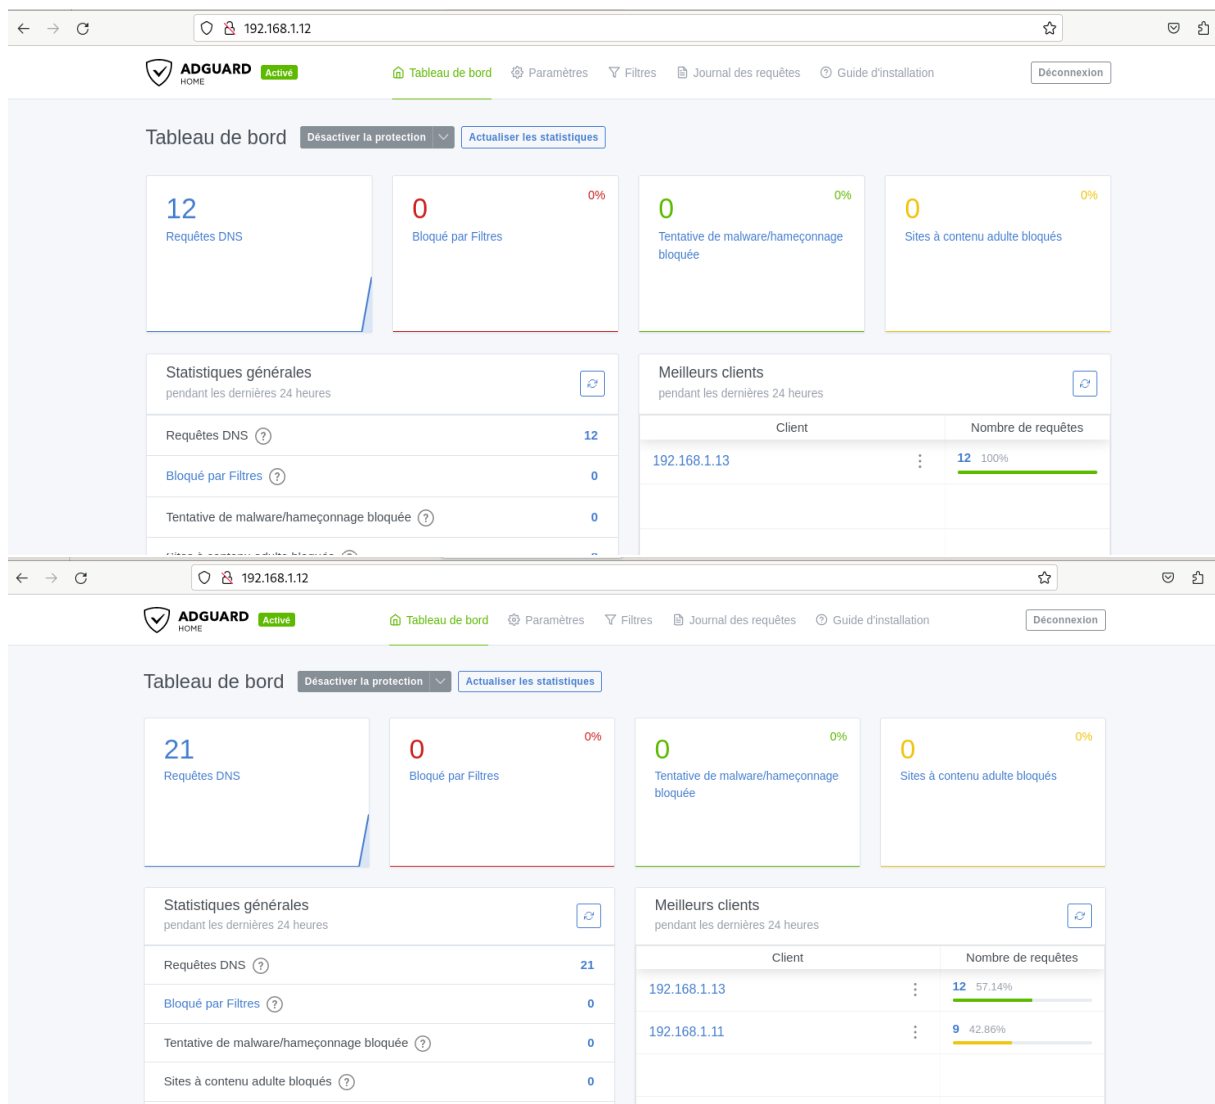 192.168.1.12
ADGUARD
HOME
Activé
Tableau de bord
Paramètres
Filtres
Journal des requêtes
Guide d'installation
Déconnexion
Tableau de bord
Désactiver la protection
Actualiser les statistiques
12
Requêtes DNS
0
0%
Bloqué par Filtres
0
0%
Tentative de malware/hameçonnage
bloquée
0
0%
Sites à contenu adulte bloqués
Statistiques générales
pendant les dernières 24 heures
Requêtes DNS ? 12
Bloqué par Filtres ? 0
Tentative de malware/hameçonnage bloquée ? 0
Meilleurs clients
pendant les dernières 24 heures
Client Nombre de requêtes
192.168.1.13 12 100%
192.168.1.12
ADGUARD
HOME
Activé
Tableau de bord
Paramètres
Filtres
Journal des requêtes
Guide d'installation
Déconnexion
Tableau de bord
Désactiver la protection
Actualiser les statistiques
21
Requêtes DNS
0
0%
Bloqué par Filtres
0
0%
Tentative de malware/hameçonnage
bloquée
0
0%
Sites à contenu adulte bloqués
Statistiques générales
pendant les dernières 24 heures
Requêtes DNS ? 21
Bloqué par Filtres ? 0
Tentative de malware/hameçonnage bloquée ? 0
Sites à contenu adulte bloqués ? 0
Meilleurs clients
pendant les dernières 24 heures
Client Nombre de requêtes
192.168.1.13 12 57.14%
192.168.1.11 9 42.86%